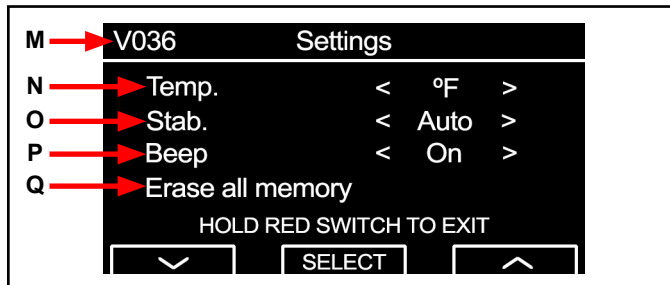 M V036 Settings
N Temp. < ºF >
O Stab. < Auto >
P Beep < On >
Q Erase all memory
HOLD RED SWITCH TO EXIT
SELECT